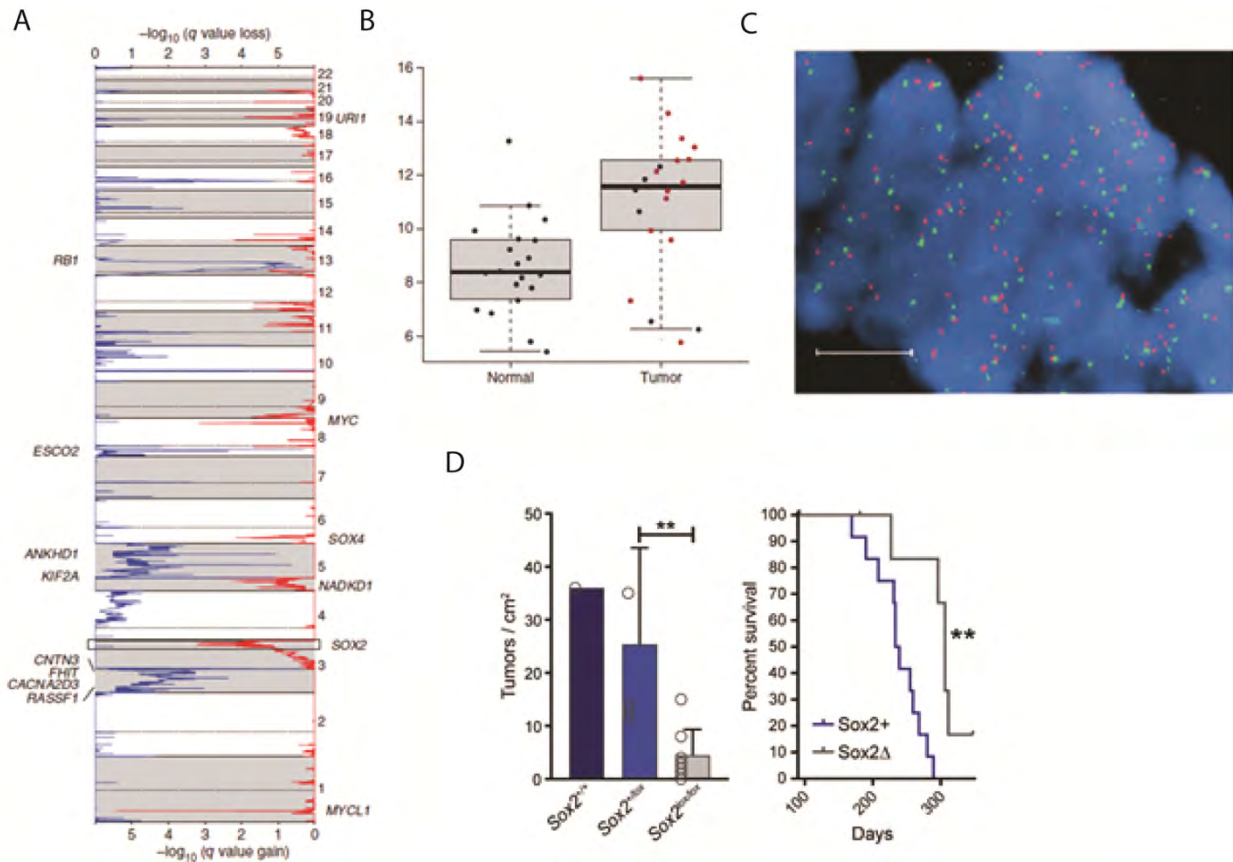 A
–log₁₀ (q value loss)
0 1 2 3 4 5
22
21
20
19 URI1
18
17
16
15
14
RB1 13
12
11
10
9
MYC
8
ESCO2
7
6
SOX4
ANKHD1
5
KIF2A NADKD1
4
SOX2
CNTN3
3
FHIT
CACNA2D3
RASSF1
2
1
MYCL1
6 5 4 3 2 1 0
–log₁₀ (q value gain)
B
16
14
12
10
8
6
Normal Tumor
C
D
50
40
30
20
10
0
Tumors / cm²
**
Sox2+/+ Sox2+/lox Sox2lox/lox
100
90
80
70
60
50
40
30
20
10
0
Percent survival
**
Sox2+
Sox2Δ
100 200 300
Days